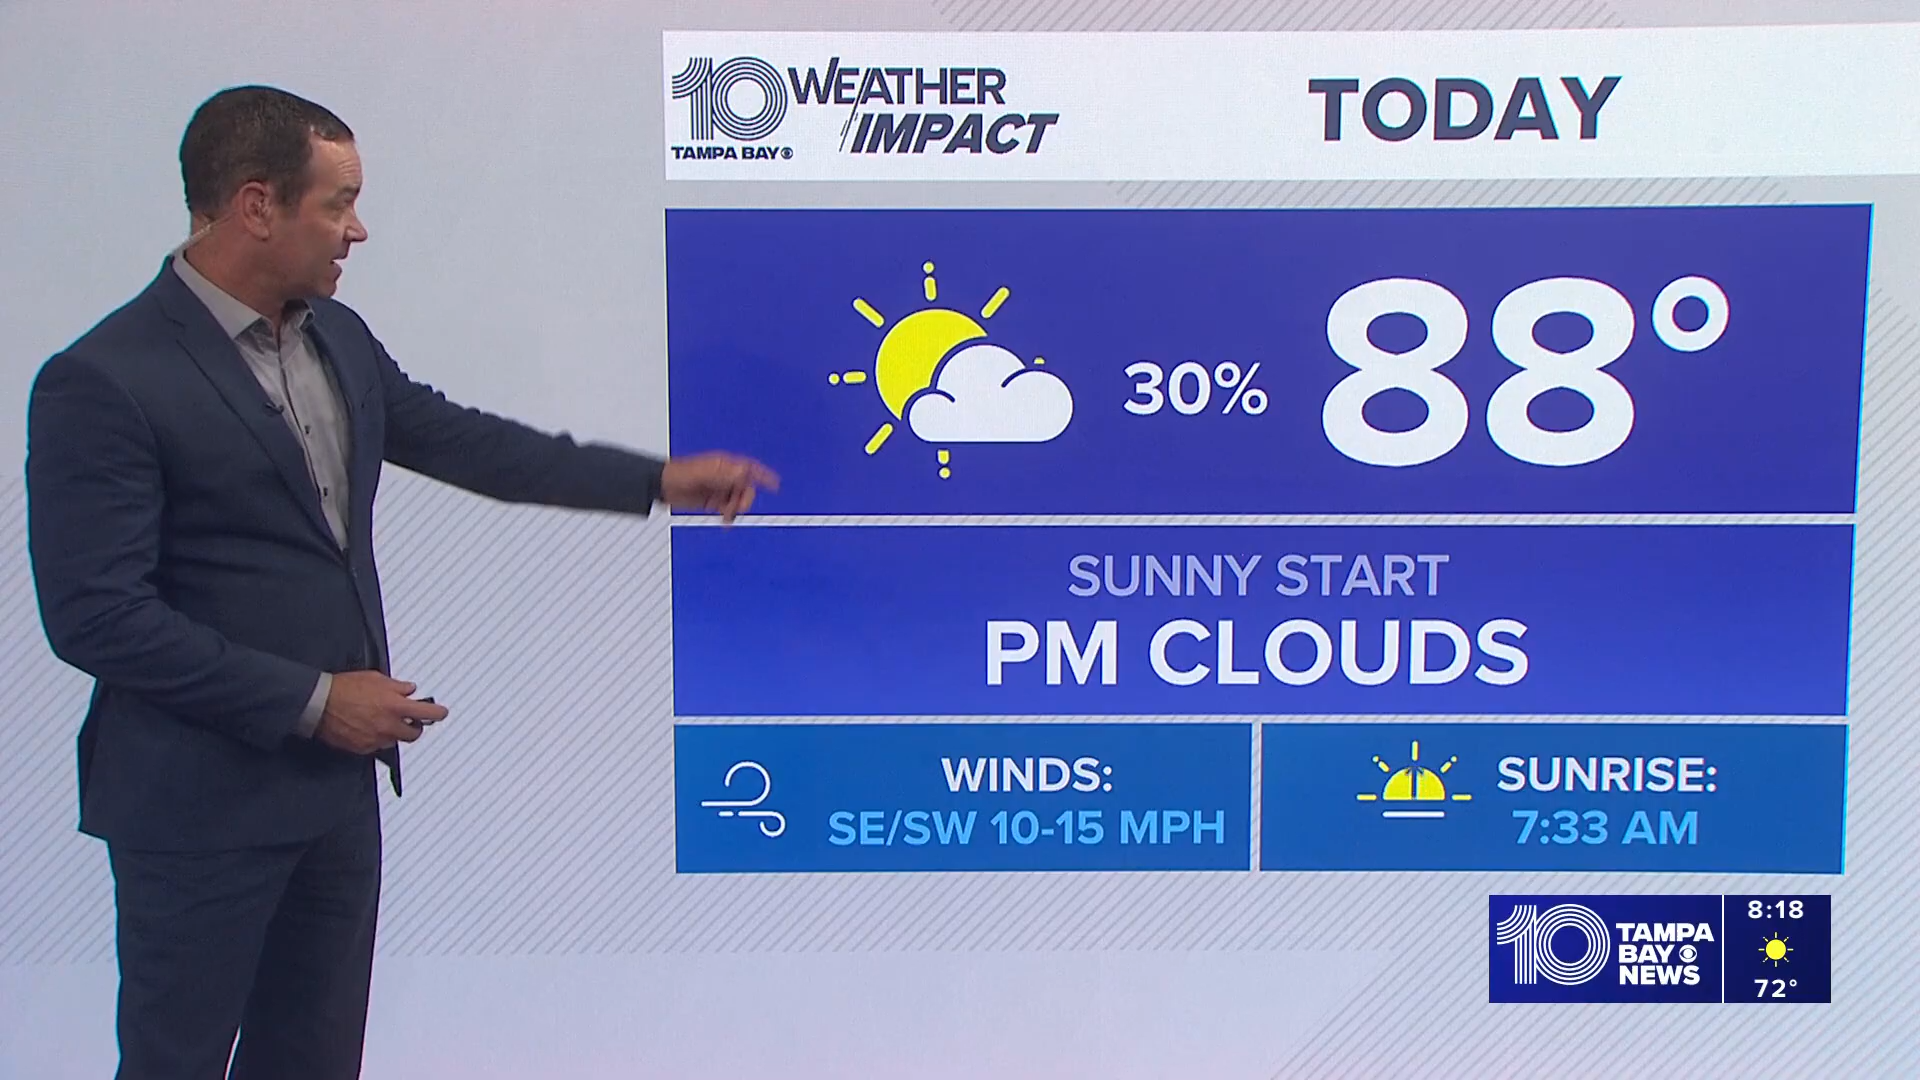 10 WEATHER
IMPACT
TAMPA BAY
TODAY
30%
88°
SUNNY START
PM CLOUDS
WINDS:
SE/SW 10-15 MPH
SUNRISE:
7:33 AM
10 TAMPA
BAY
NEWS
8:18
72°